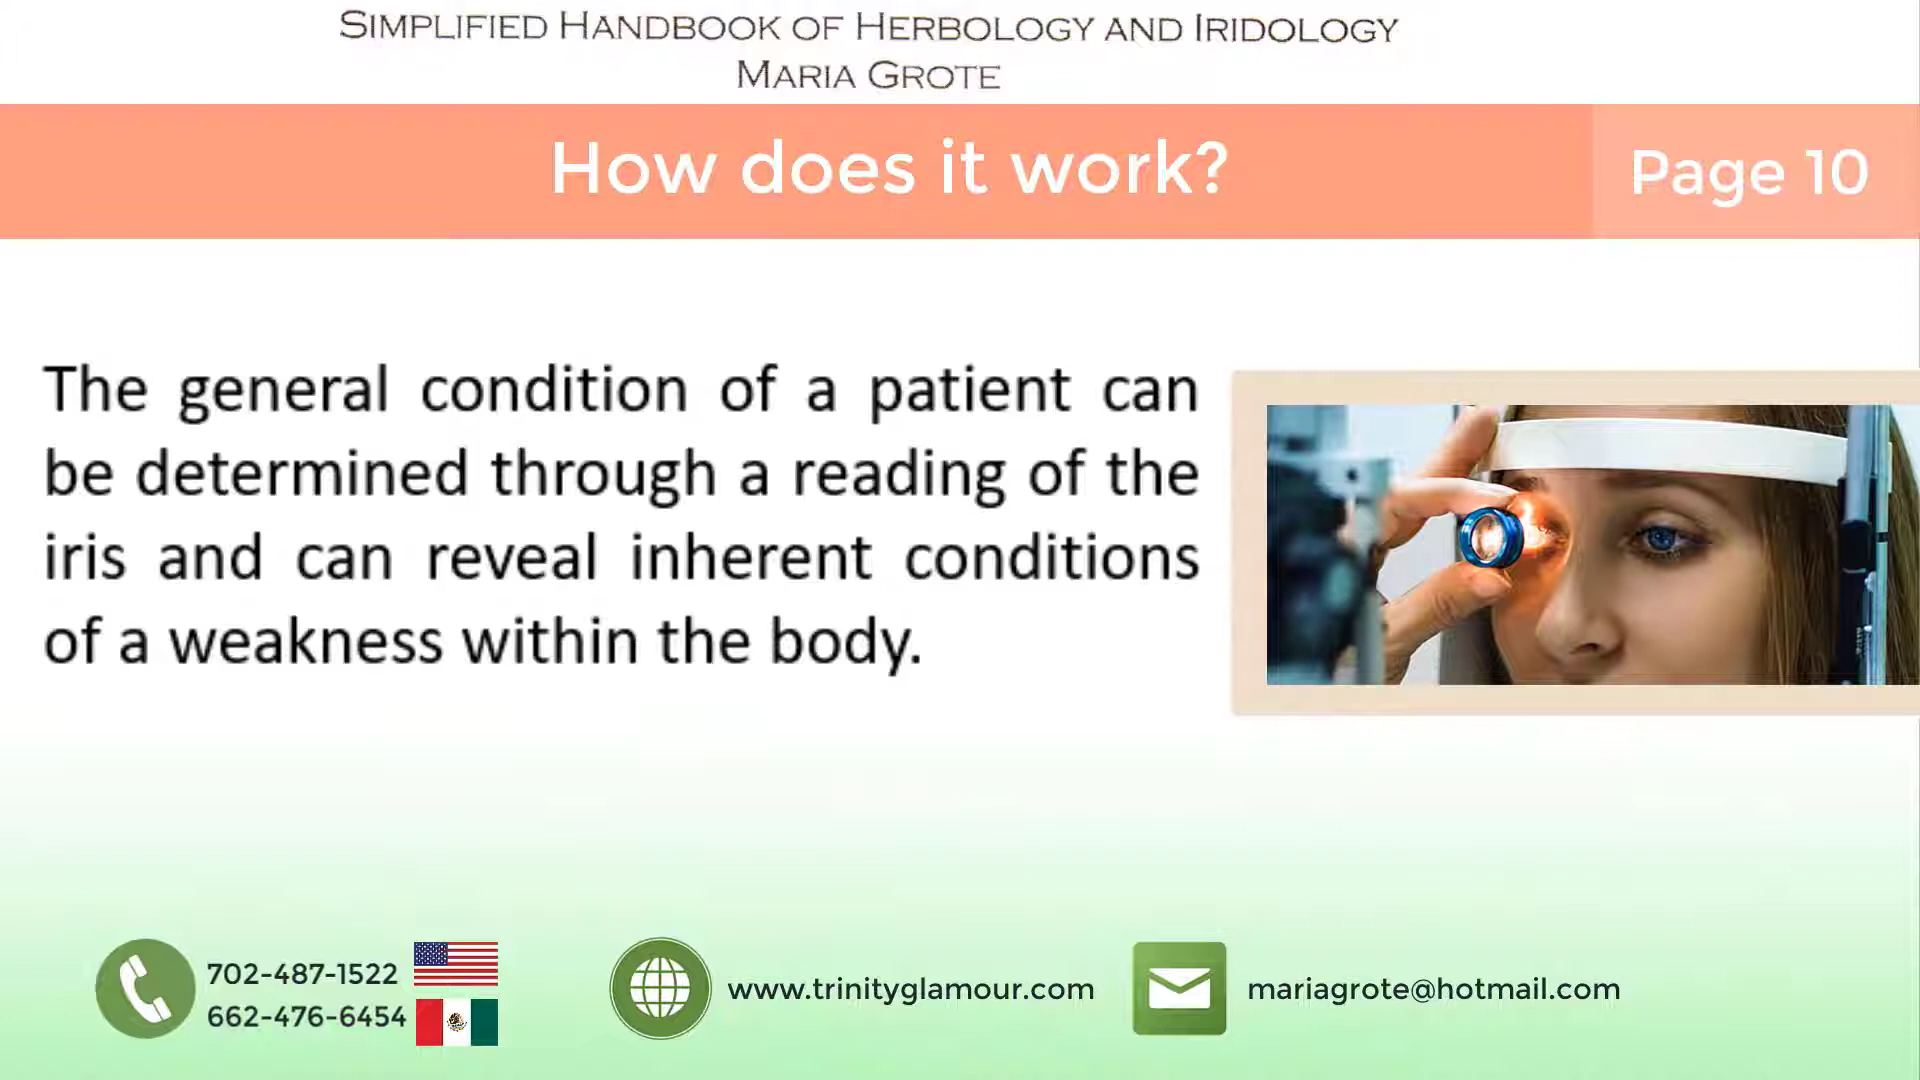 SIMPLIFIED HANDBOOK OF HERBOLOGY AND IRIDOLOGY
MARIA GROTE
How does it work?
Page 10
The general condition of a patient can
be determined through a reading of the
iris and can reveal inherent conditions
of a weakness within the body.
702-487-1522
662-476-6454
www.trinityglamour.com
mariagrote@hotmail.com